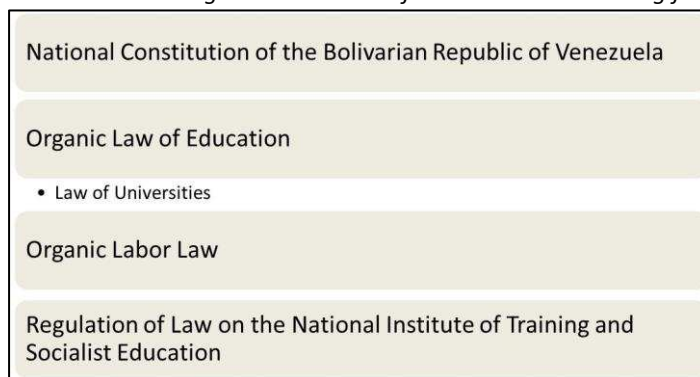 National Constitution of the Bolivarian Republic of Venezuela
Organic Law of Education
• Law of Universities
Organic Labor Law
Regulation of Law on the National Institute of Training and
Socialist Education